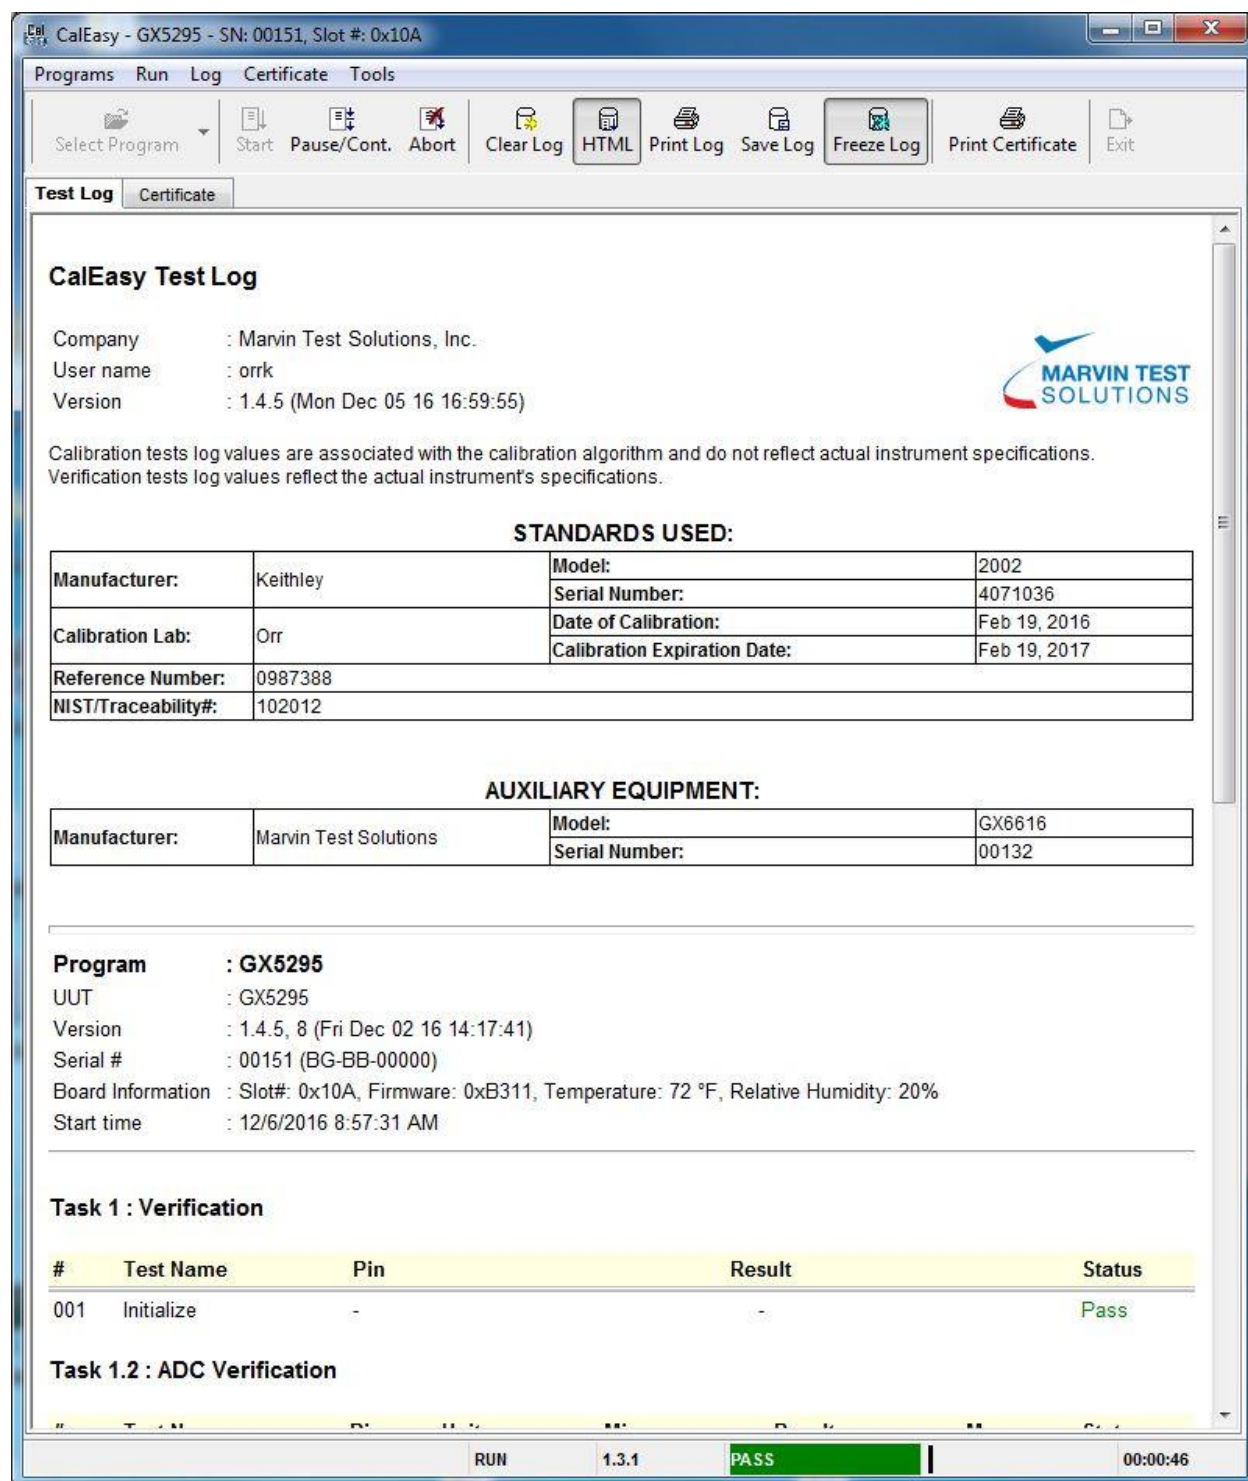 CalEasy - GX5295 - SN: 00151, Slot #: 0x10A
Programs Run Log Certificate Tools
Select Program Start Pause/Cont. Abort Clear Log HTML Print Log Save Log Freeze Log Print Certificate Exit
Test Log Certificate
CalEasy Test Log
Company : Marvin Test Solutions, Inc.
User name : orrk
Version : 1.4.5 (Mon Dec 05 16 16:59:55)
MARVIN TEST
SOLUTIONS
Calibration tests log values are associated with the calibration algorithm and do not reflect actual instrument specifications.
Verification tests log values reflect the actual instrument's specifications.
STANDARDS USED:
Manufacturer: Keithley Model: 2002
Serial Number: 4071036
Calibration Lab: Orr Date of Calibration: Feb 19, 2016
Calibration Expiration Date: Feb 19, 2017
Reference Number: 0987388
NIST/Traceability#: 102012
AUXILIARY EQUIPMENT:
Manufacturer: Marvin Test Solutions Model: GX6616
Serial Number: 00132
Program : GX5295
UUT : GX5295
Version : 1.4.5, 8 (Fri Dec 02 16 14:17:41)
Serial # : 00151 (BG-BB-00000)
Board Information : Slot#: 0x10A, Firmware: 0xB311, Temperature: 72 °F, Relative Humidity: 20%
Start time : 12/6/2016 8:57:31 AM
Task 1 : Verification
# Test Name Pin Result Status
001 Initialize - - Pass
Task 1.2 : ADC Verification
RUN 1.3.1 PASS 00:00:46